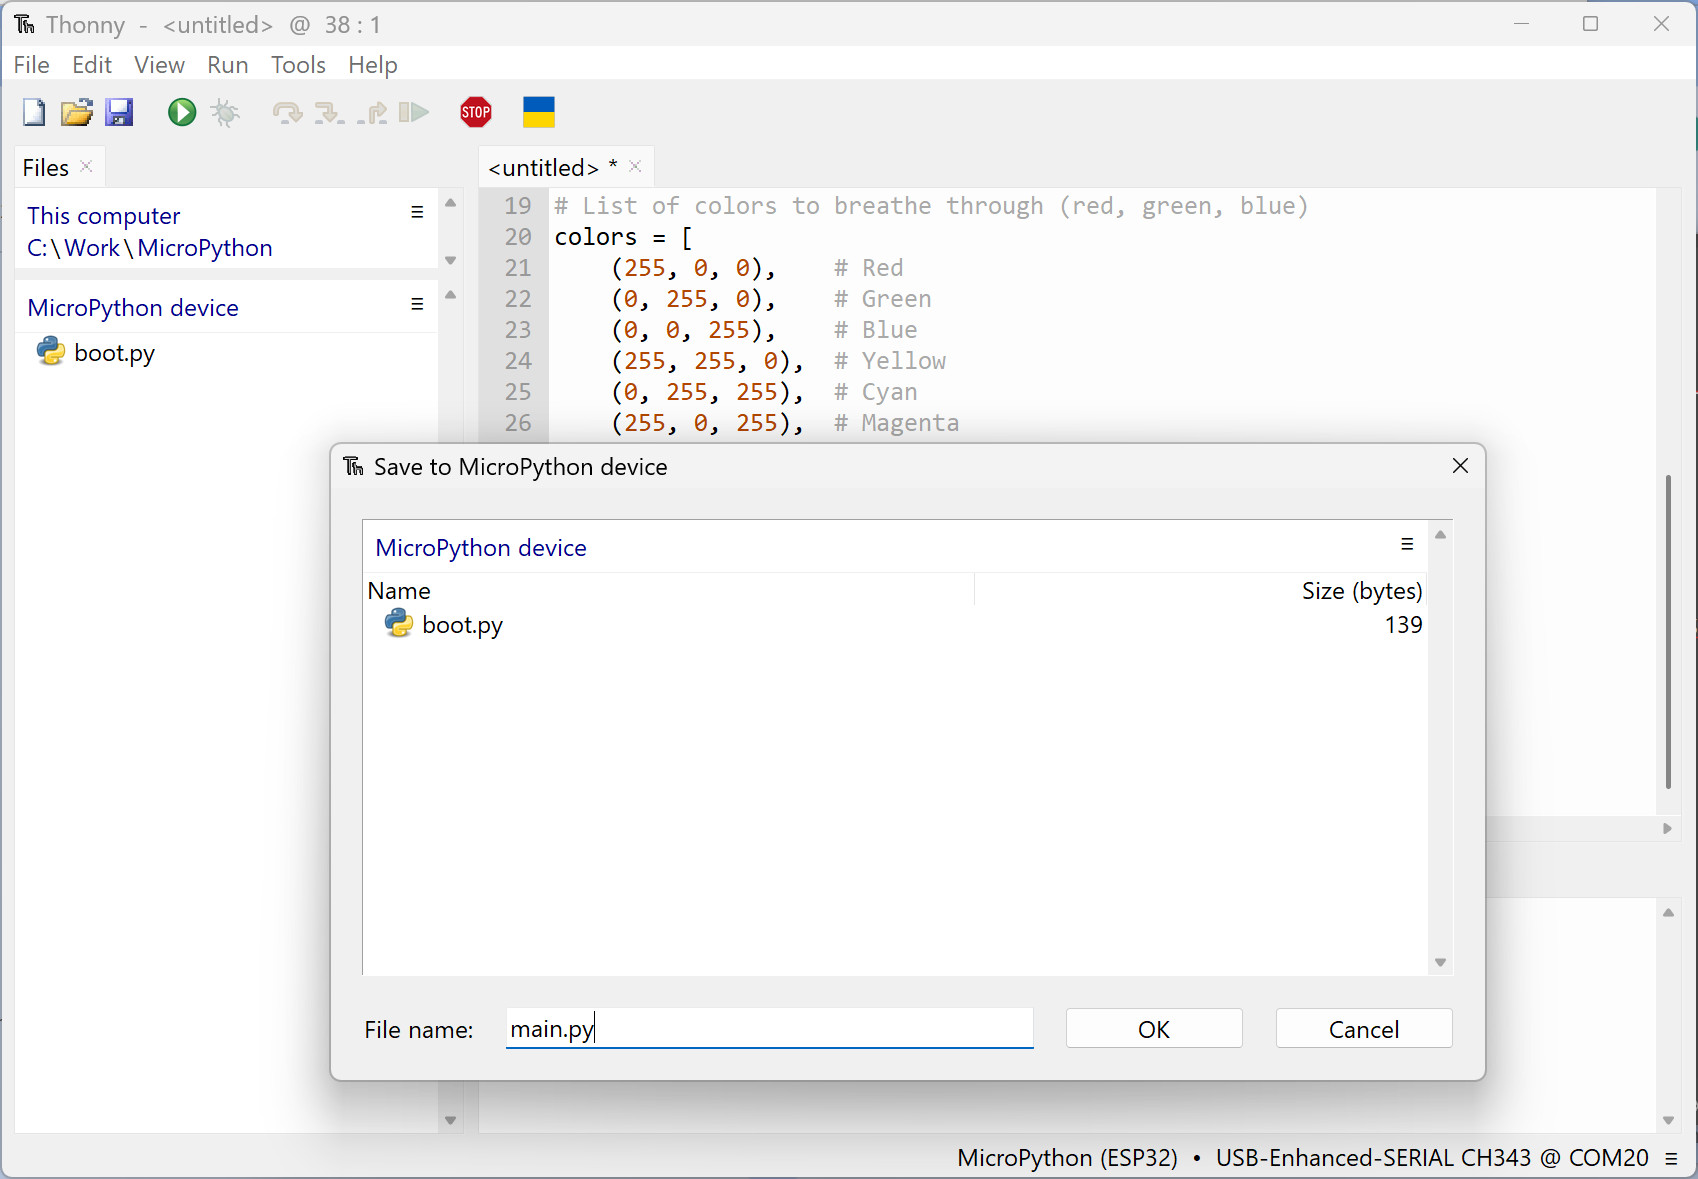 Thonny - <untitled> @ 38 : 1
File Edit View Run Tools Help
STOP
Files
<untitled> *
This computer
C:\Work\MicroPython
MicroPython device
boot.py
19 # List of colors to breathe through (red, green, blue)
20 colors = [
21 (255, 0, 0), # Red
22 (0, 255, 0), # Green
23 (0, 0, 255), # Blue
24 (255, 255, 0), # Yellow
25 (0, 255, 255), # Cyan
26 (255, 0, 255), # Magenta
Save to MicroPython device
MicroPython device
Name Size (bytes)
boot.py 139
File name: main.py OK Cancel
MicroPython (ESP32) • USB-Enhanced-SERIAL CH343 @ COM20